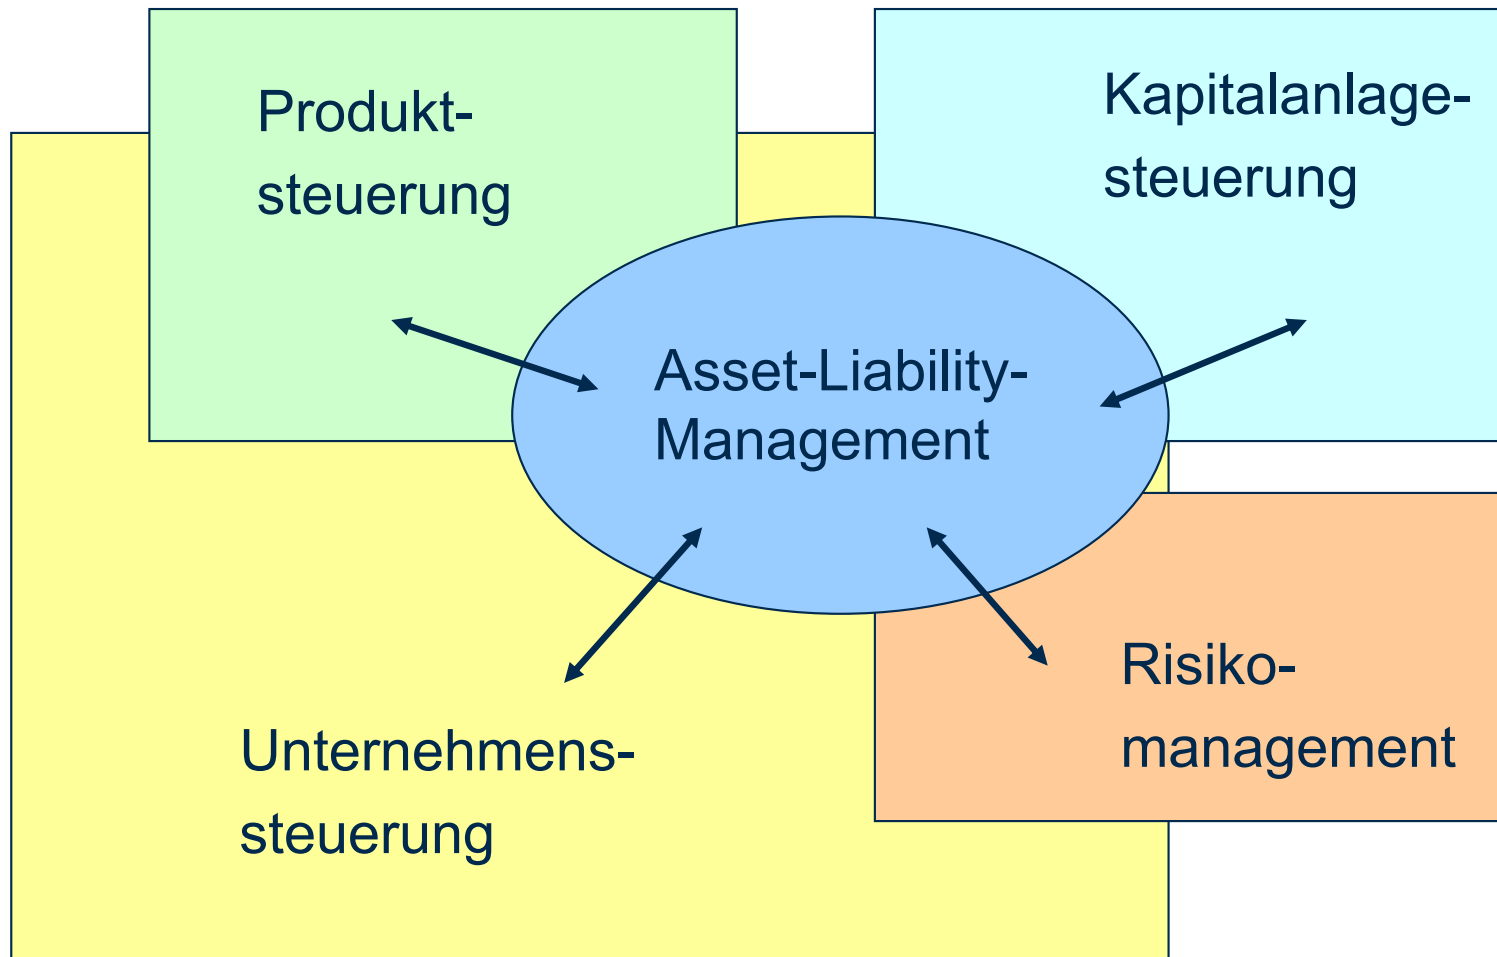 Produkt-
steuerung
Kapitalanlage-
steuerung
Asset-Liability-
Management
Unternehmens-
steuerung
Risiko-
management